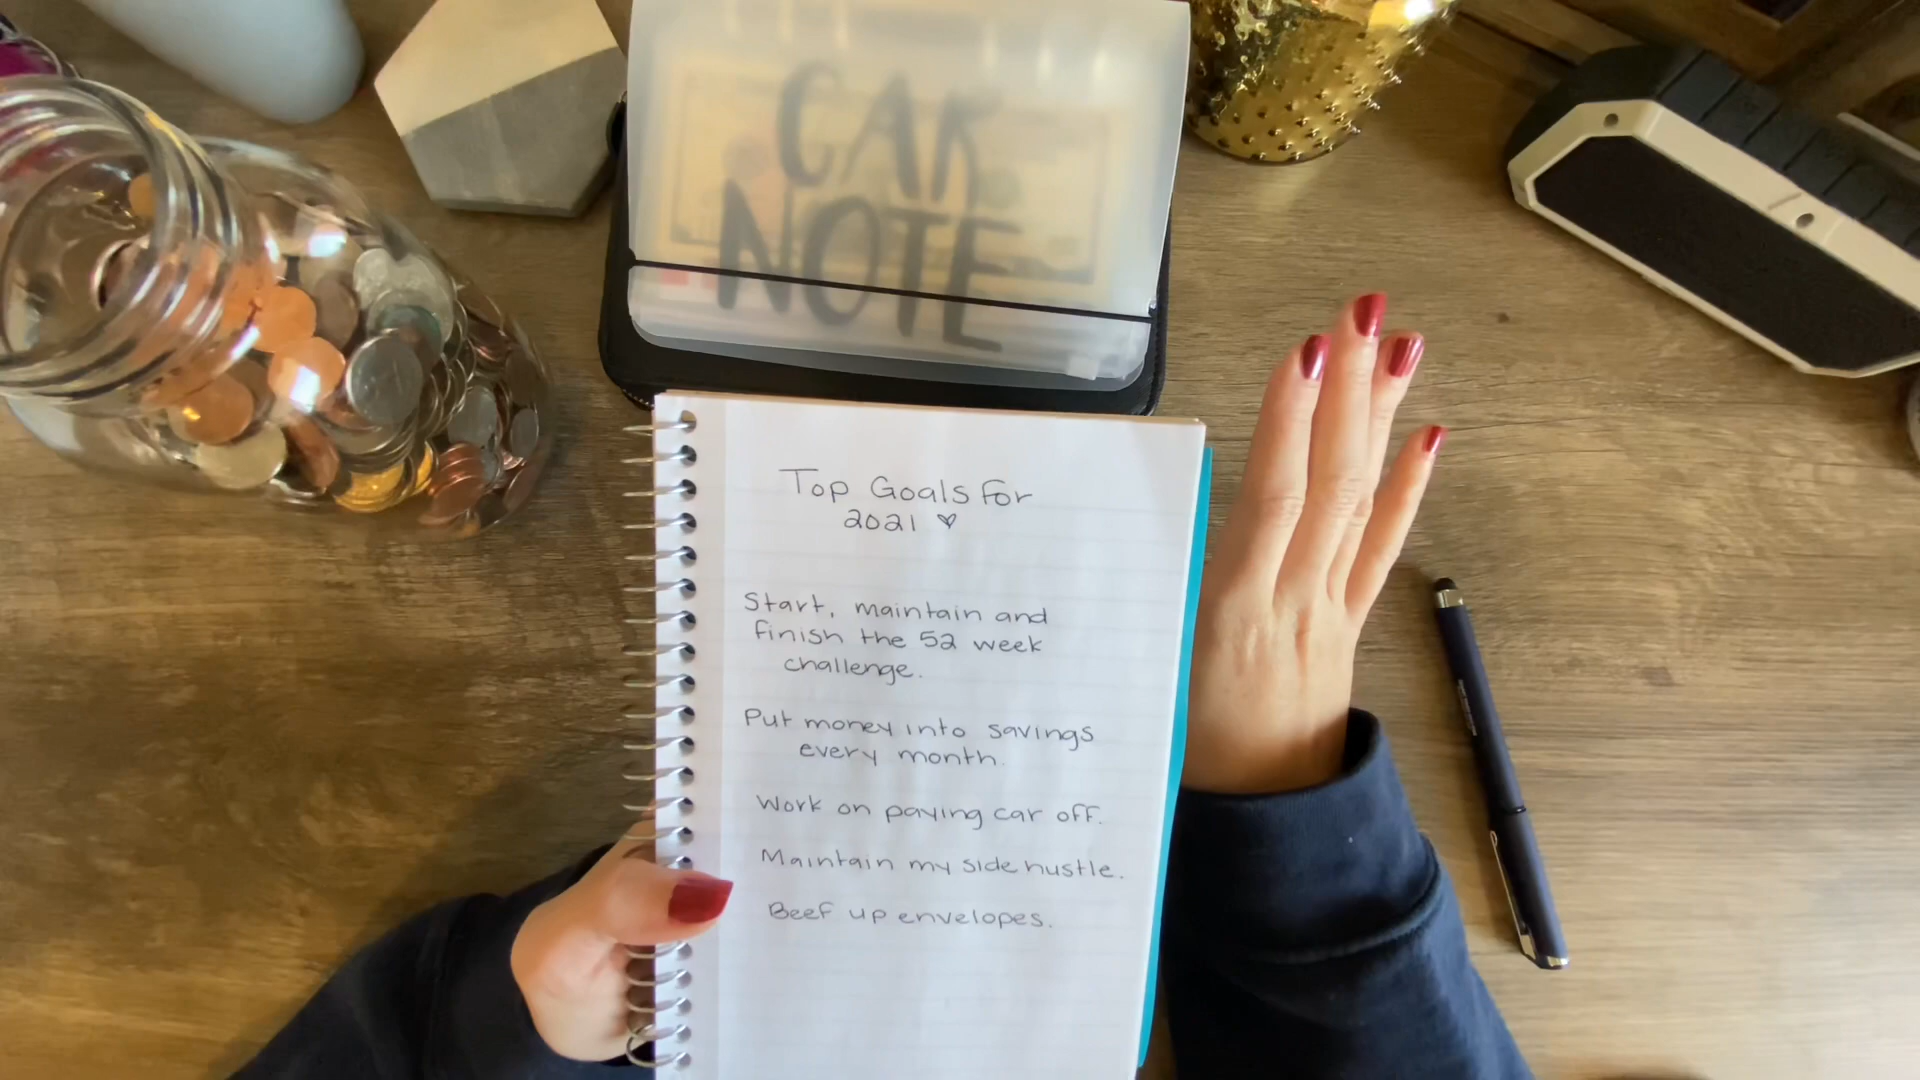 CAR
NOTE
Top Goals for
2021 ♡
Start, maintain and
finish the 52 week
challenge.
Put money into savings
every month.
Work on paying car off.
Maintain my side hustle.
Beef up envelopes.